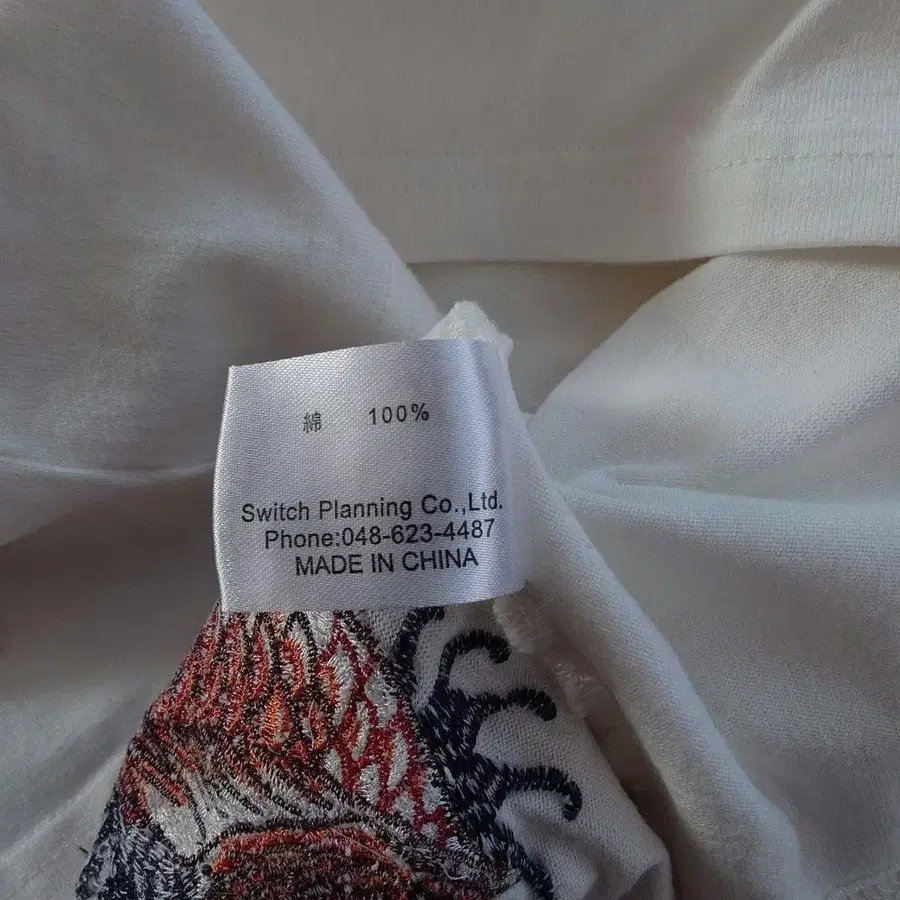 綿 100%
Switch Planning Co.,Ltd.
Phone:048-623-4487
MADE IN CHINA